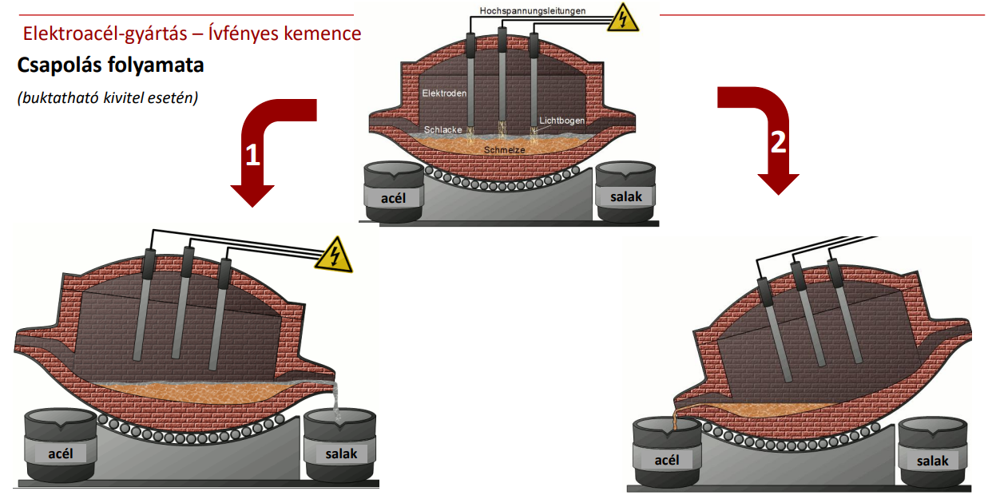 Elektroacél-gyártás – Ívfényes kemence
Csapolás folyamata
(buktatható kivitel esetén)
Hochspannungsleitungen
Elektroden
Schlacke
Lichtbogen
Schmelze
acél
salak
1
2
acél
salak
acél
salak